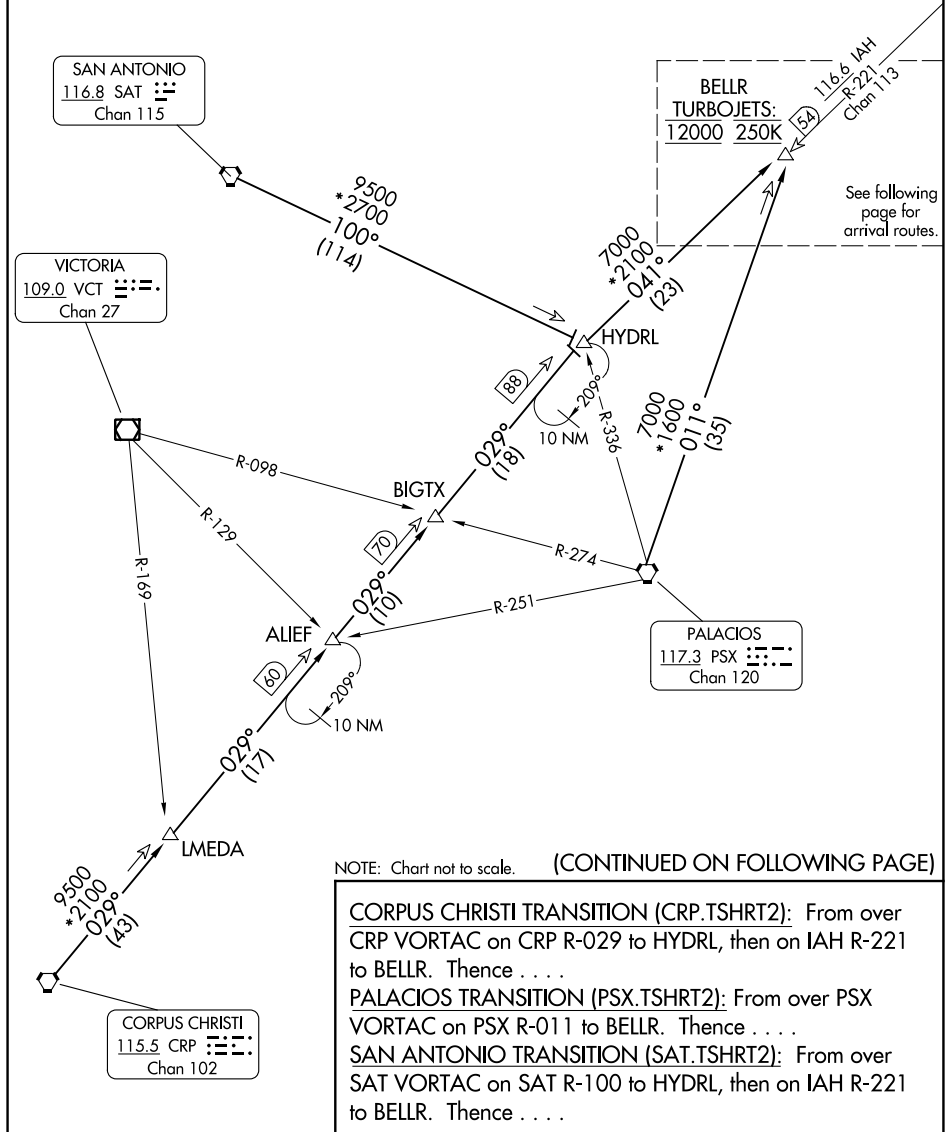 SAN ANTONIO
116.8 SAT
Chan 115
BELLR
TURBOJETS:
12000 250K
54
116.6 IAH
R-221
Chan 113
See following
page for
arrival routes.
9500
*2700
100°
(114)
VICTORIA
109.0 VCT
Chan 27
7000
*2100
041°
(23)
HYDRL
88
209°
10 NM
R-336
7000
*1600
011°
(35)
029°
(18)
R-098
BIGTX
R-129
R-169
70
R-274
029°
(10)
R-251
ALIEF
60
209°
10 NM
PALACIOS
117.3 PSX
Chan 120
029°
(17)
LMEDA
9500
*2100
029°
(43)
CORPUS CHRISTI
115.5 CRP
Chan 102
NOTE: Chart not to scale.
(CONTINUED ON FOLLOWING PAGE)
CORPUS CHRISTI TRANSITION (CRP.TSHRT2): From over
CRP VORTAC on CRP R-029 to HYDRL, then on IAH R-221
to BELLR. Thence . . . .
PALACIOS TRANSITION (PSX.TSHRT2): From over PSX
VORTAC on PSX R-011 to BELLR. Thence . . . .
SAN ANTONIO TRANSITION (SAT.TSHRT2): From over
SAT VORTAC on SAT R-100 to HYDRL, then on IAH R-221
to BELLR. Thence . . . .